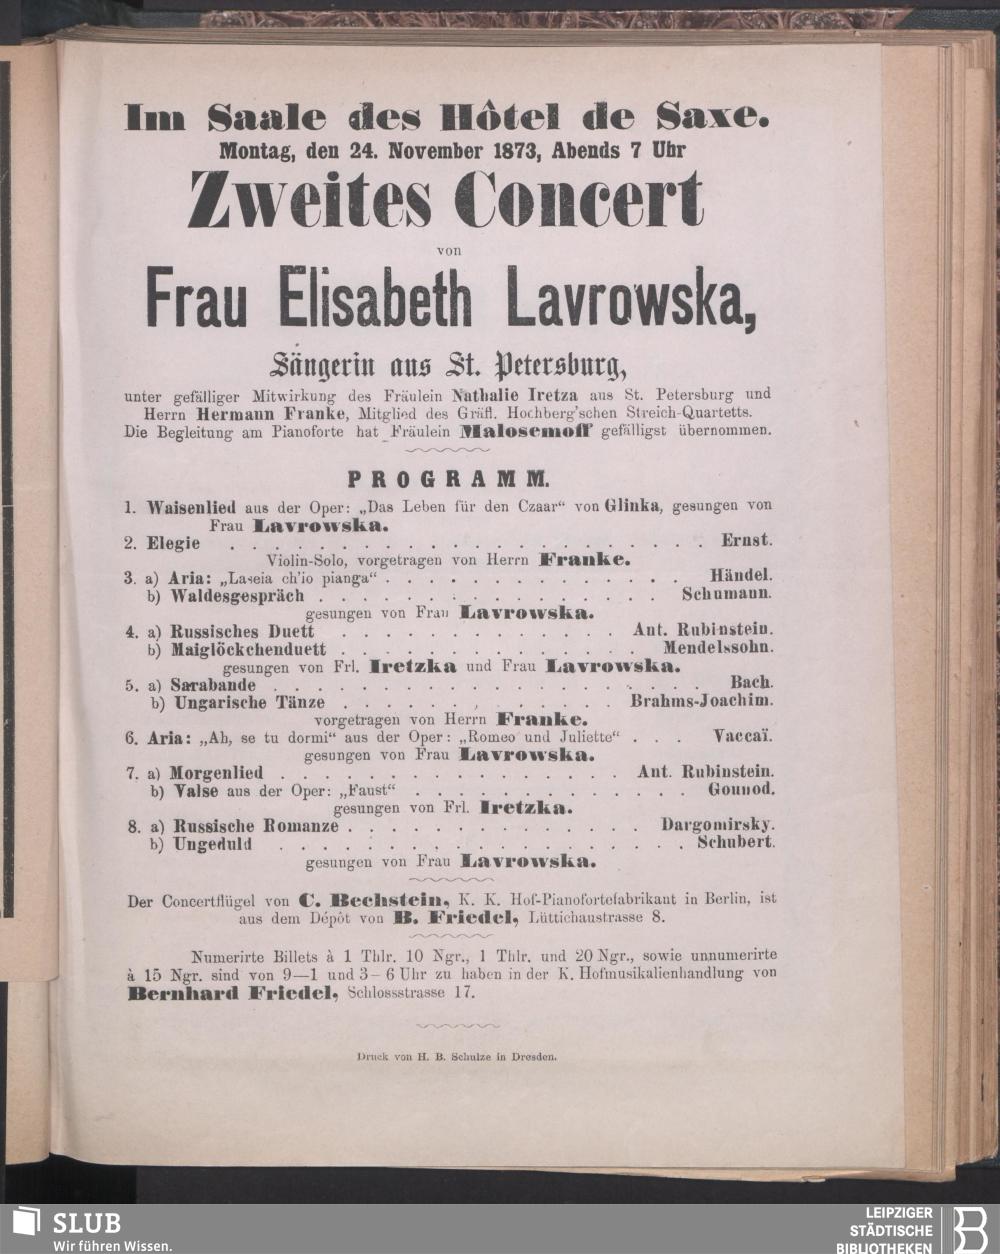 Im Saale des Hôtel de Saxe.
Montag, den 24. November 1873, Abends 7 Uhr
Zweites Concert
von
Frau Elisabeth Lavrowska,
Sängerin aus St. Petersburg,
unter gefälliger Mitwirkung des Fräulein Nathalie Iretza aus St. Petersburg und
Herrn Hermann Franke, Mitglied des Gräfl. Hochberg'schen Streich-Quartetts.
Die Begleitung am Pianoforte hat Fräulein Malosemoff gefälligst übernommen.
PROGRAMM.
1. Waisenlied aus der Oper: „Das Leben für den Czaar“ von Glinka, gesungen von
Frau Lavrowska.
2. Elegie . . . . . . . . . . . . . . . . . . . . . . Ernst.
Violin-Solo, vorgetragen von Herrn Franke.
3. a) Aria: „Lascia ch'io pianga“ . . . . . . . . . . . . . . Händel.
b) Waldesgespräch . . . . . . . . . . . . . . . . Schumann.
gesungen von Frau Lavrowska.
4. a) Russisches Duett . . . . . . . . . . . . . Ant. Rubinstein.
b) Maiglöckchenduett . . . . . . . . . . . . . . Mendelssohn.
gesungen von Frl. Iretzka und Frau Lavrowska.
5. a) Sarabande . . . . . . . . . . . . . . . . . . . . Bach.
b) Ungarische Tänze . . . . . . . . . . . . . Brahms-Joachim.
vorgetragen von Herrn Franke.
6. Aria: „Ah, se tu dormi“ aus der Oper: „Romeo und Juliette“ . . . Vaccaï.
gesungen von Frau Lavrowska.
7. a) Morgenlied . . . . . . . . . . . . . . . . Ant. Rubinstein.
b) Valse aus der Oper: „Faust“ . . . . . . . . . . . . . Gounod.
gesungen von Frl. Iretzka.
8. a) Russische Romanze . . . . . . . . . . . . . . Dargomirsky.
b) Ungeduld . . . . . . . . . . . . . . . . . . . Schubert.
gesungen von Frau Lavrowska.
Der Concertflügel von C. Bechstein, K. K. Hof-Pianofortefabrikant in Berlin, ist
aus dem Dépôt von B. Friedel, Lüttichaustrasse 8.
Numerirte Billets à 1 Thlr. 10 Ngr., 1 Thlr. und 20 Ngr., sowie unnumerirte
à 15 Ngr. sind von 9—1 und 3—6 Uhr zu haben in der K. Hofmusikalienhandlung von
Bernhard Friedel, Schlossstrasse 17.
Druck von H. B. Schulze in Dresden.
SLUB
Wir führen Wissen.
LEIPZIGER
STÄDTISCHE
BIBLIOTHEKEN